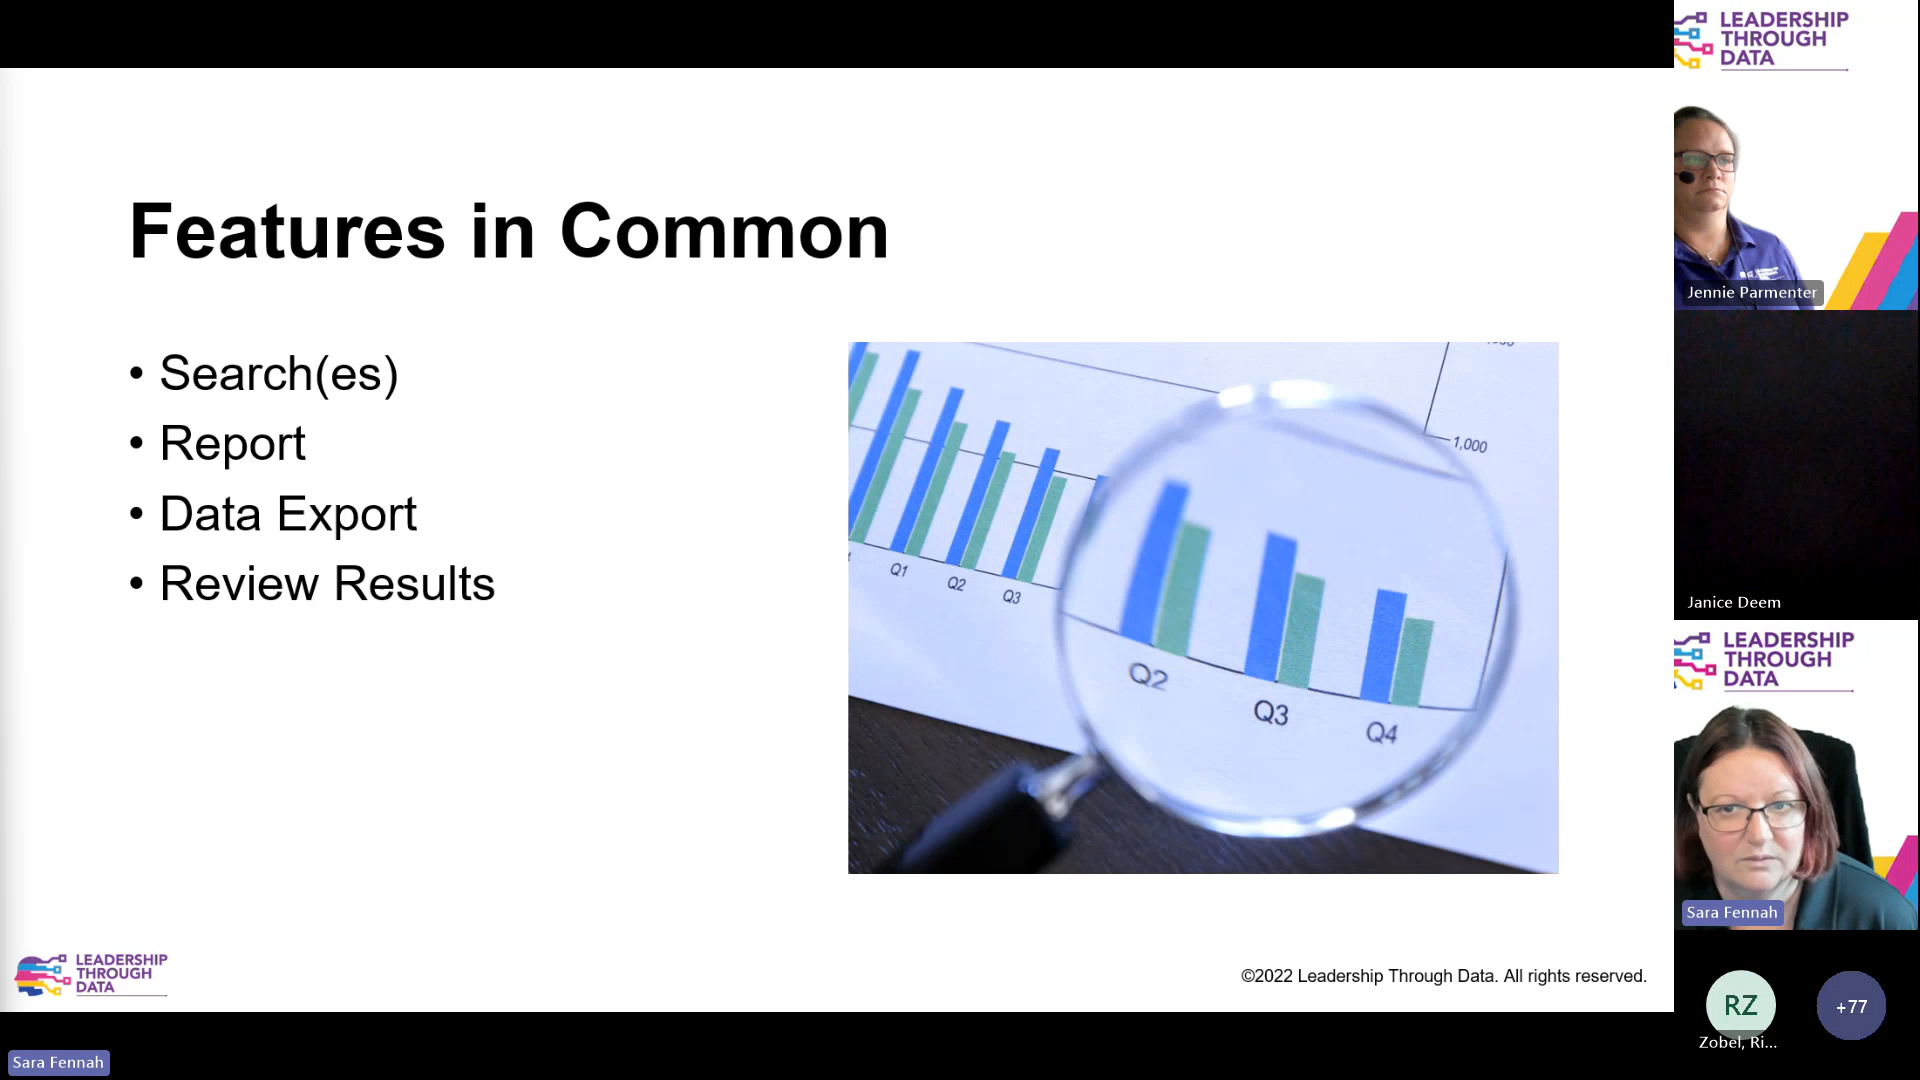 Features in Common
• Search(es)
• Report
• Data Export
• Review Results
1,000
Q1
Q2
Q3
Q2
Q3
Q4
LEADERSHIP
THROUGH
DATA
©2022 Leadership Through Data. All rights reserved.
Sara Fennah
LEADERSHIP
THROUGH
DATA
Jennie Parmenter
Janice Deem
LEADERSHIP
THROUGH
DATA
Sara Fennah
RZ
Zobel, Ri...
+77